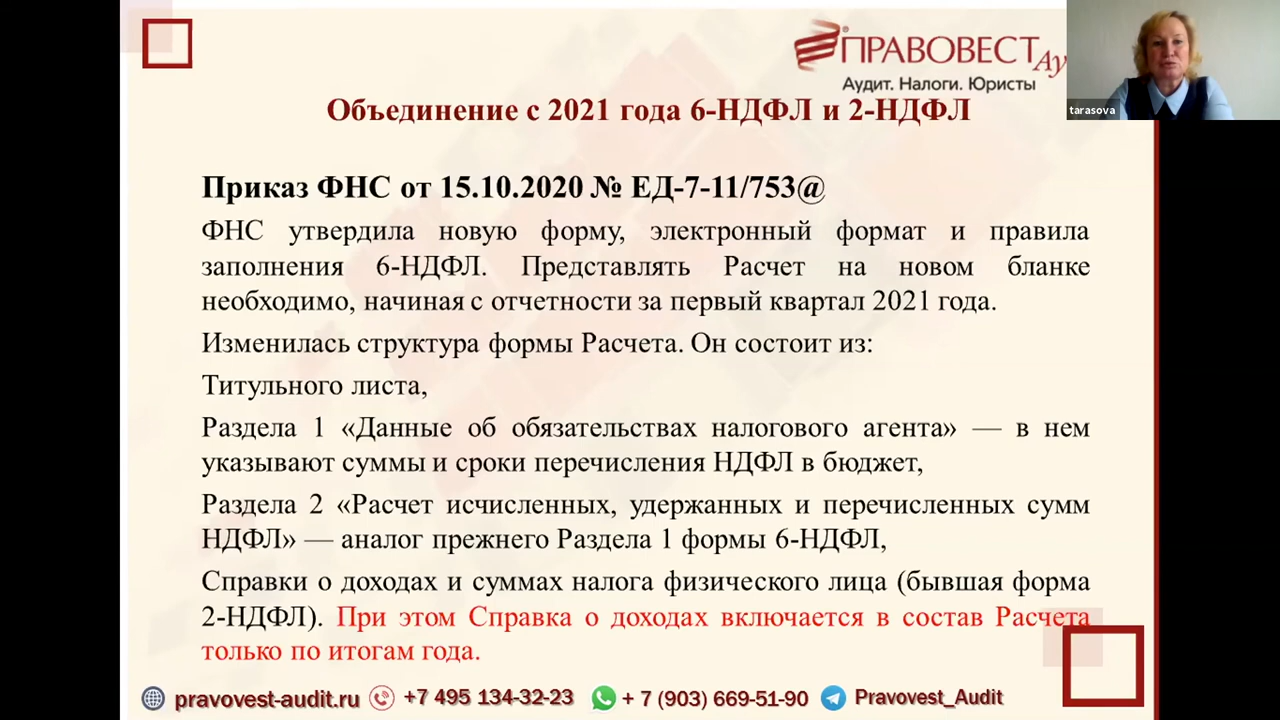 ПРАВОВЕСТ
Аудит. Налоги. Юристы
tarasova
Объединение с 2021 года 6-НДФЛ и 2-НДФЛ
Приказ ФНС от 15.10.2020 № ЕД-7-11/753@
ФНС утвердила новую форму, электронный формат и правила
заполнения 6-НДФЛ. Представлять Расчет на новом бланке
необходимо, начиная с отчетности за первый квартал 2021 года.
Изменилась структура формы Расчета. Он состоит из:
Титульного листа,
Раздела 1 «Данные об обязательствах налогового агента» — в нем
указывают суммы и сроки перечисления НДФЛ в бюджет,
Раздела 2 «Расчет исчисленных, удержанных и перечисленных сумм
НДФЛ» — аналог прежнего Раздела 1 формы 6-НДФЛ,
Справки о доходах и суммах налога физического лица (бывшая форма
2-НДФЛ). При этом Справка о доходах включается в состав Расчета
только по итогам года.
pravovest-audit.ru +7 495 134-32-23 + 7 (903) 669-51-90 Pravovest_Audit